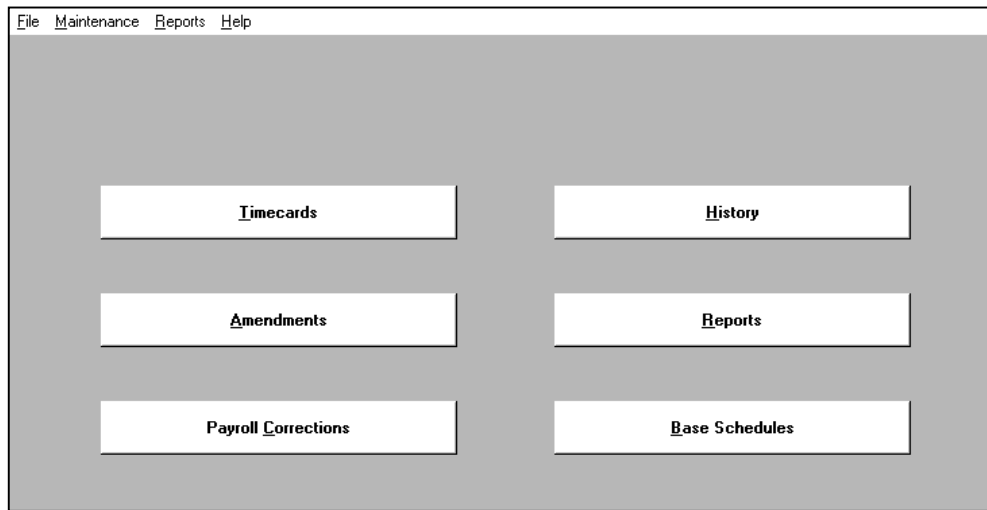 File Maintenance Reports Help
Timecards History
Amendments Reports
Payroll Corrections Base Schedules